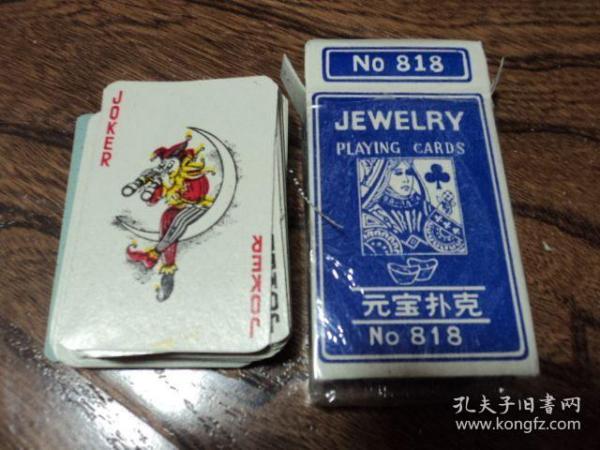 JOKER
JOKER
JOKER
No 818
JEWELRY
PLAYING CARDS
元宝扑克
No 818
孔夫子旧书网
www.kongfz.com